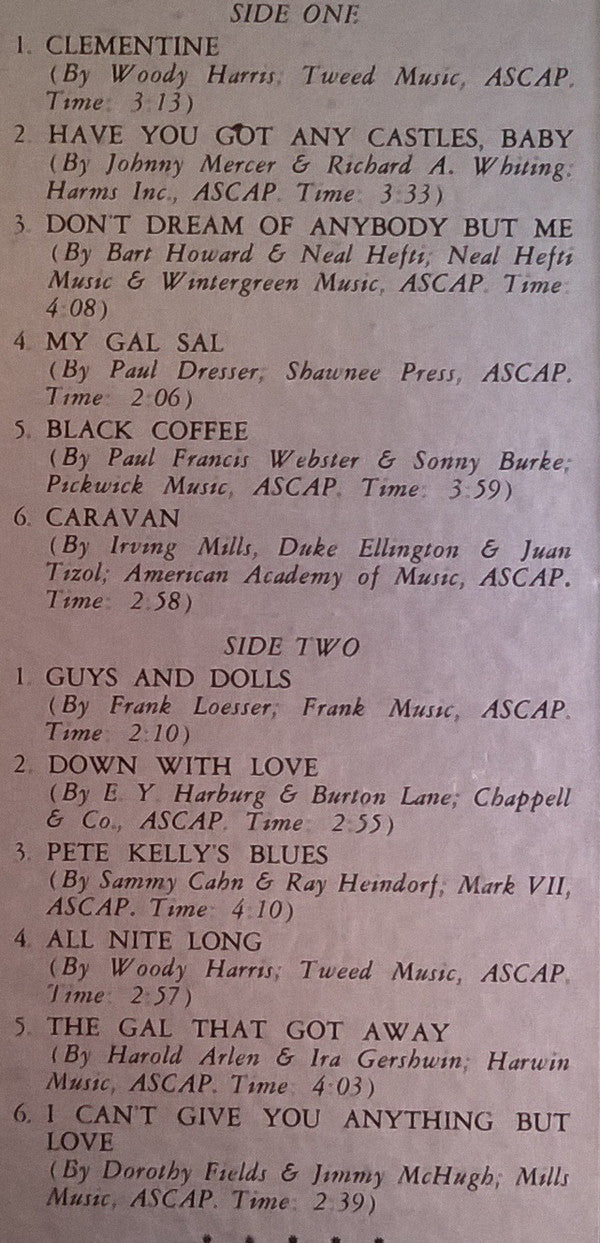 SIDE ONE
1. CLEMENTINE
(By Woody Harris; Tweed Music, ASCAP.
Time: 3:13)
2. HAVE YOU GOT ANY CASTLES, BABY
(By Johnny Mercer & Richard A. Whiting;
Harms Inc., ASCAP. Time: 3:33)
3. DON'T DREAM OF ANYBODY BUT ME
(By Bart Howard & Neal Hefti; Neal Hefti
Music & Wintergreen Music, ASCAP. Time:
4:08)
4. MY GAL SAL
(By Paul Dresser; Shawnee Press, ASCAP.
Time: 2:06)
5. BLACK COFFEE
(By Paul Francis Webster & Sonny Burke;
Pickwick Music, ASCAP. Time: 3:59)
6. CARAVAN
(By Irving Mills, Duke Ellington & Juan
Tizol; American Academy of Music, ASCAP.
Time: 2:58)
SIDE TWO
1. GUYS AND DOLLS
(By Frank Loesser; Frank Music, ASCAP.
Time: 2:10)
2. DOWN WITH LOVE
(By E. Y. Harburg & Burton Lane; Chappell
& Co., ASCAP. Time: 2:55)
3. PETE KELLY'S BLUES
(By Sammy Cahn & Ray Heindorf; Mark VII,
ASCAP. Time: 4:10)
4. ALL NITE LONG
(By Woody Harris; Tweed Music, ASCAP.
Time: 2:57)
5. THE GAL THAT GOT AWAY
(By Harold Arlen & Ira Gershwin; Harwin
Music, ASCAP. Time: 4:03)
6. I CAN'T GIVE YOU ANYTHING BUT
LOVE
(By Dorothy Fields & Jimmy McHugh; Mills
Music, ASCAP. Time: 2:39)